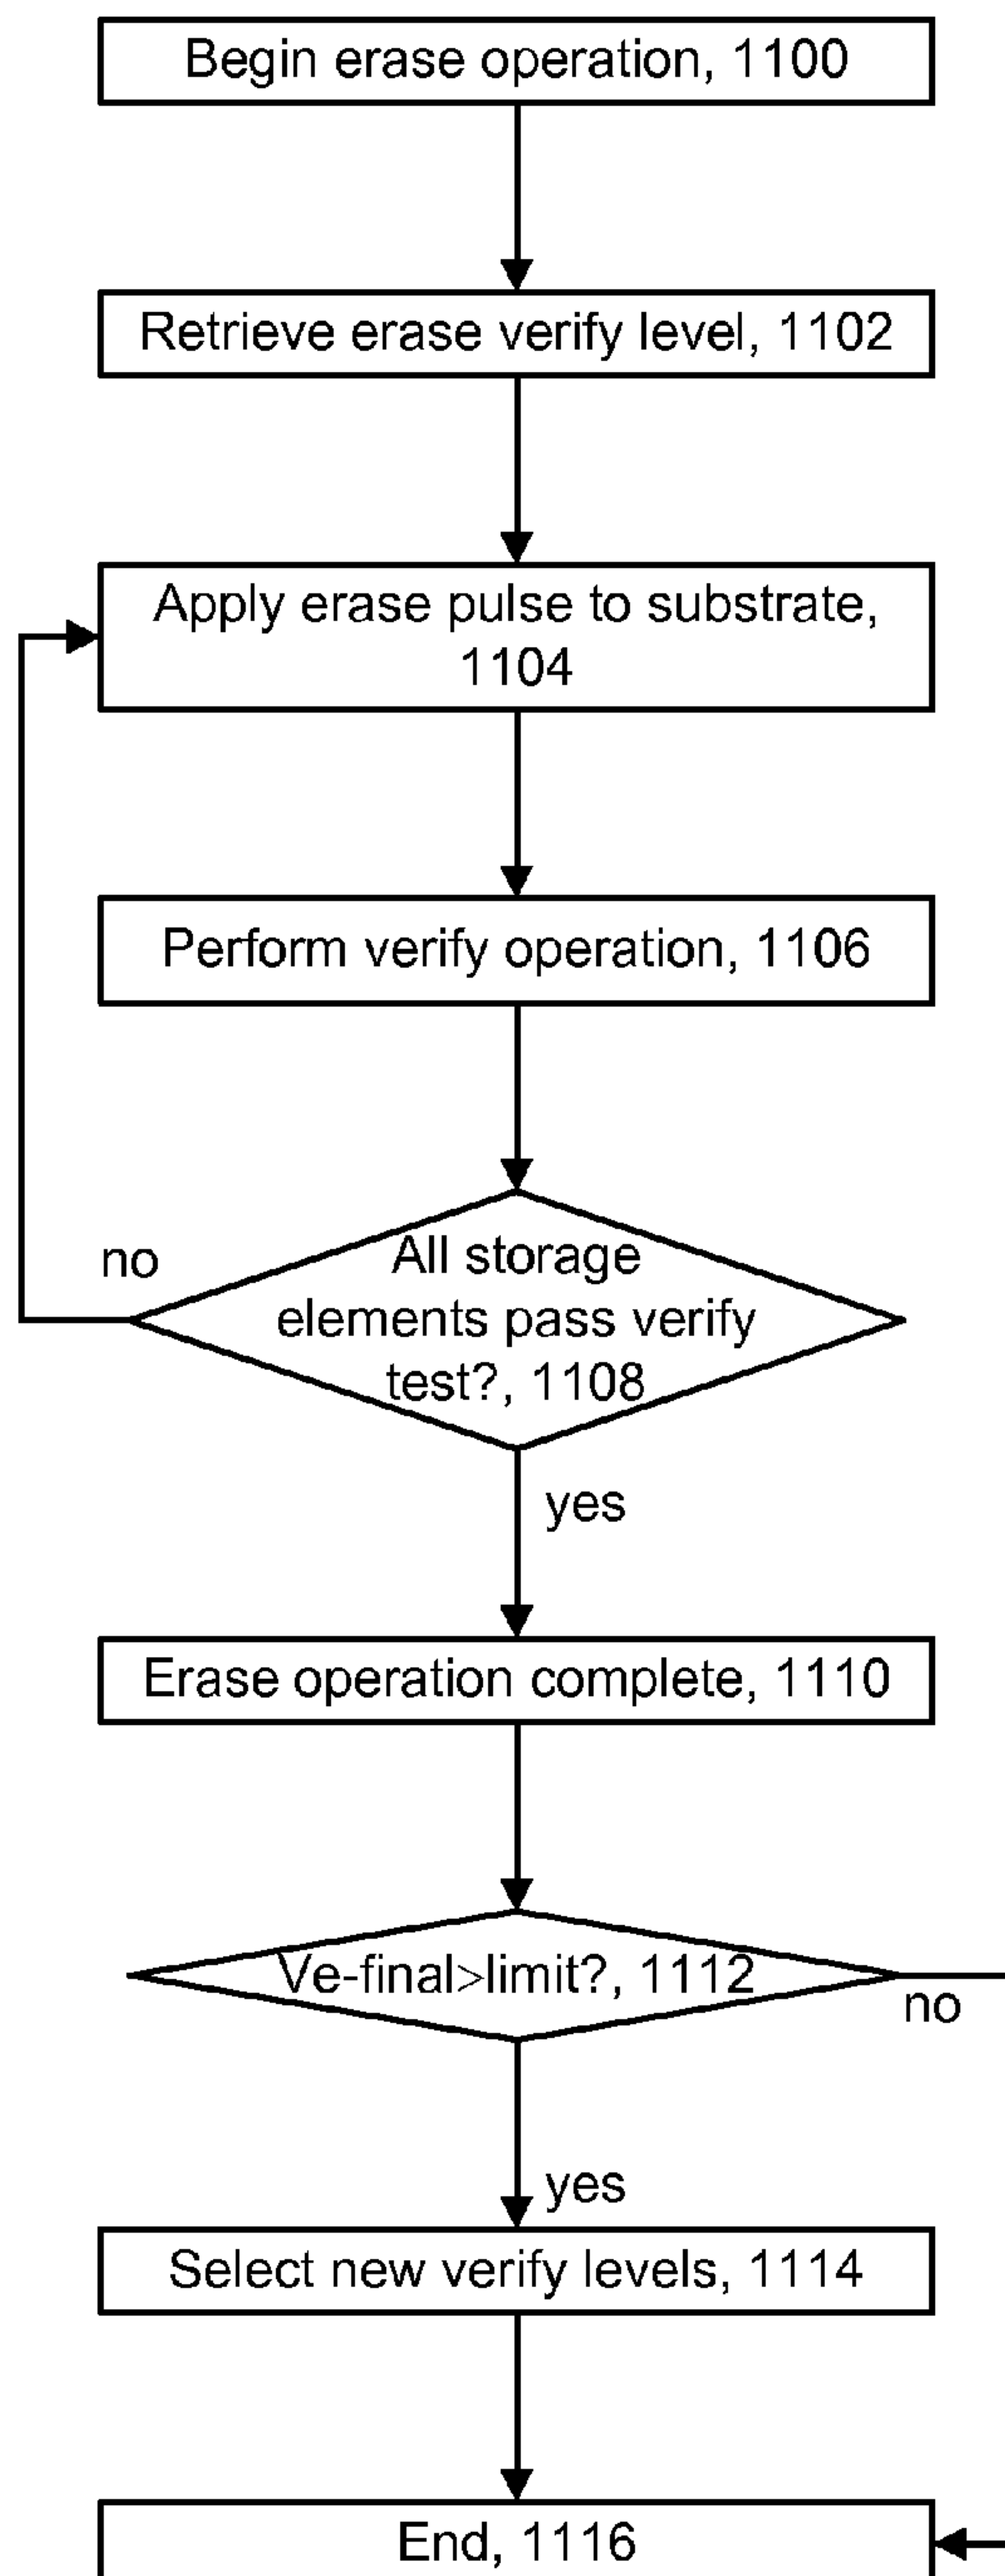 Begin erase operation, 1100
Retrieve erase verify level, 1102
Apply erase pulse to substrate,
1104
Perform verify operation, 1106
no
All storage
elements pass verify
test?, 1108
yes
Erase operation complete, 1110
Ve-final>limit?, 1112
no
yes
Select new verify levels, 1114
End, 1116